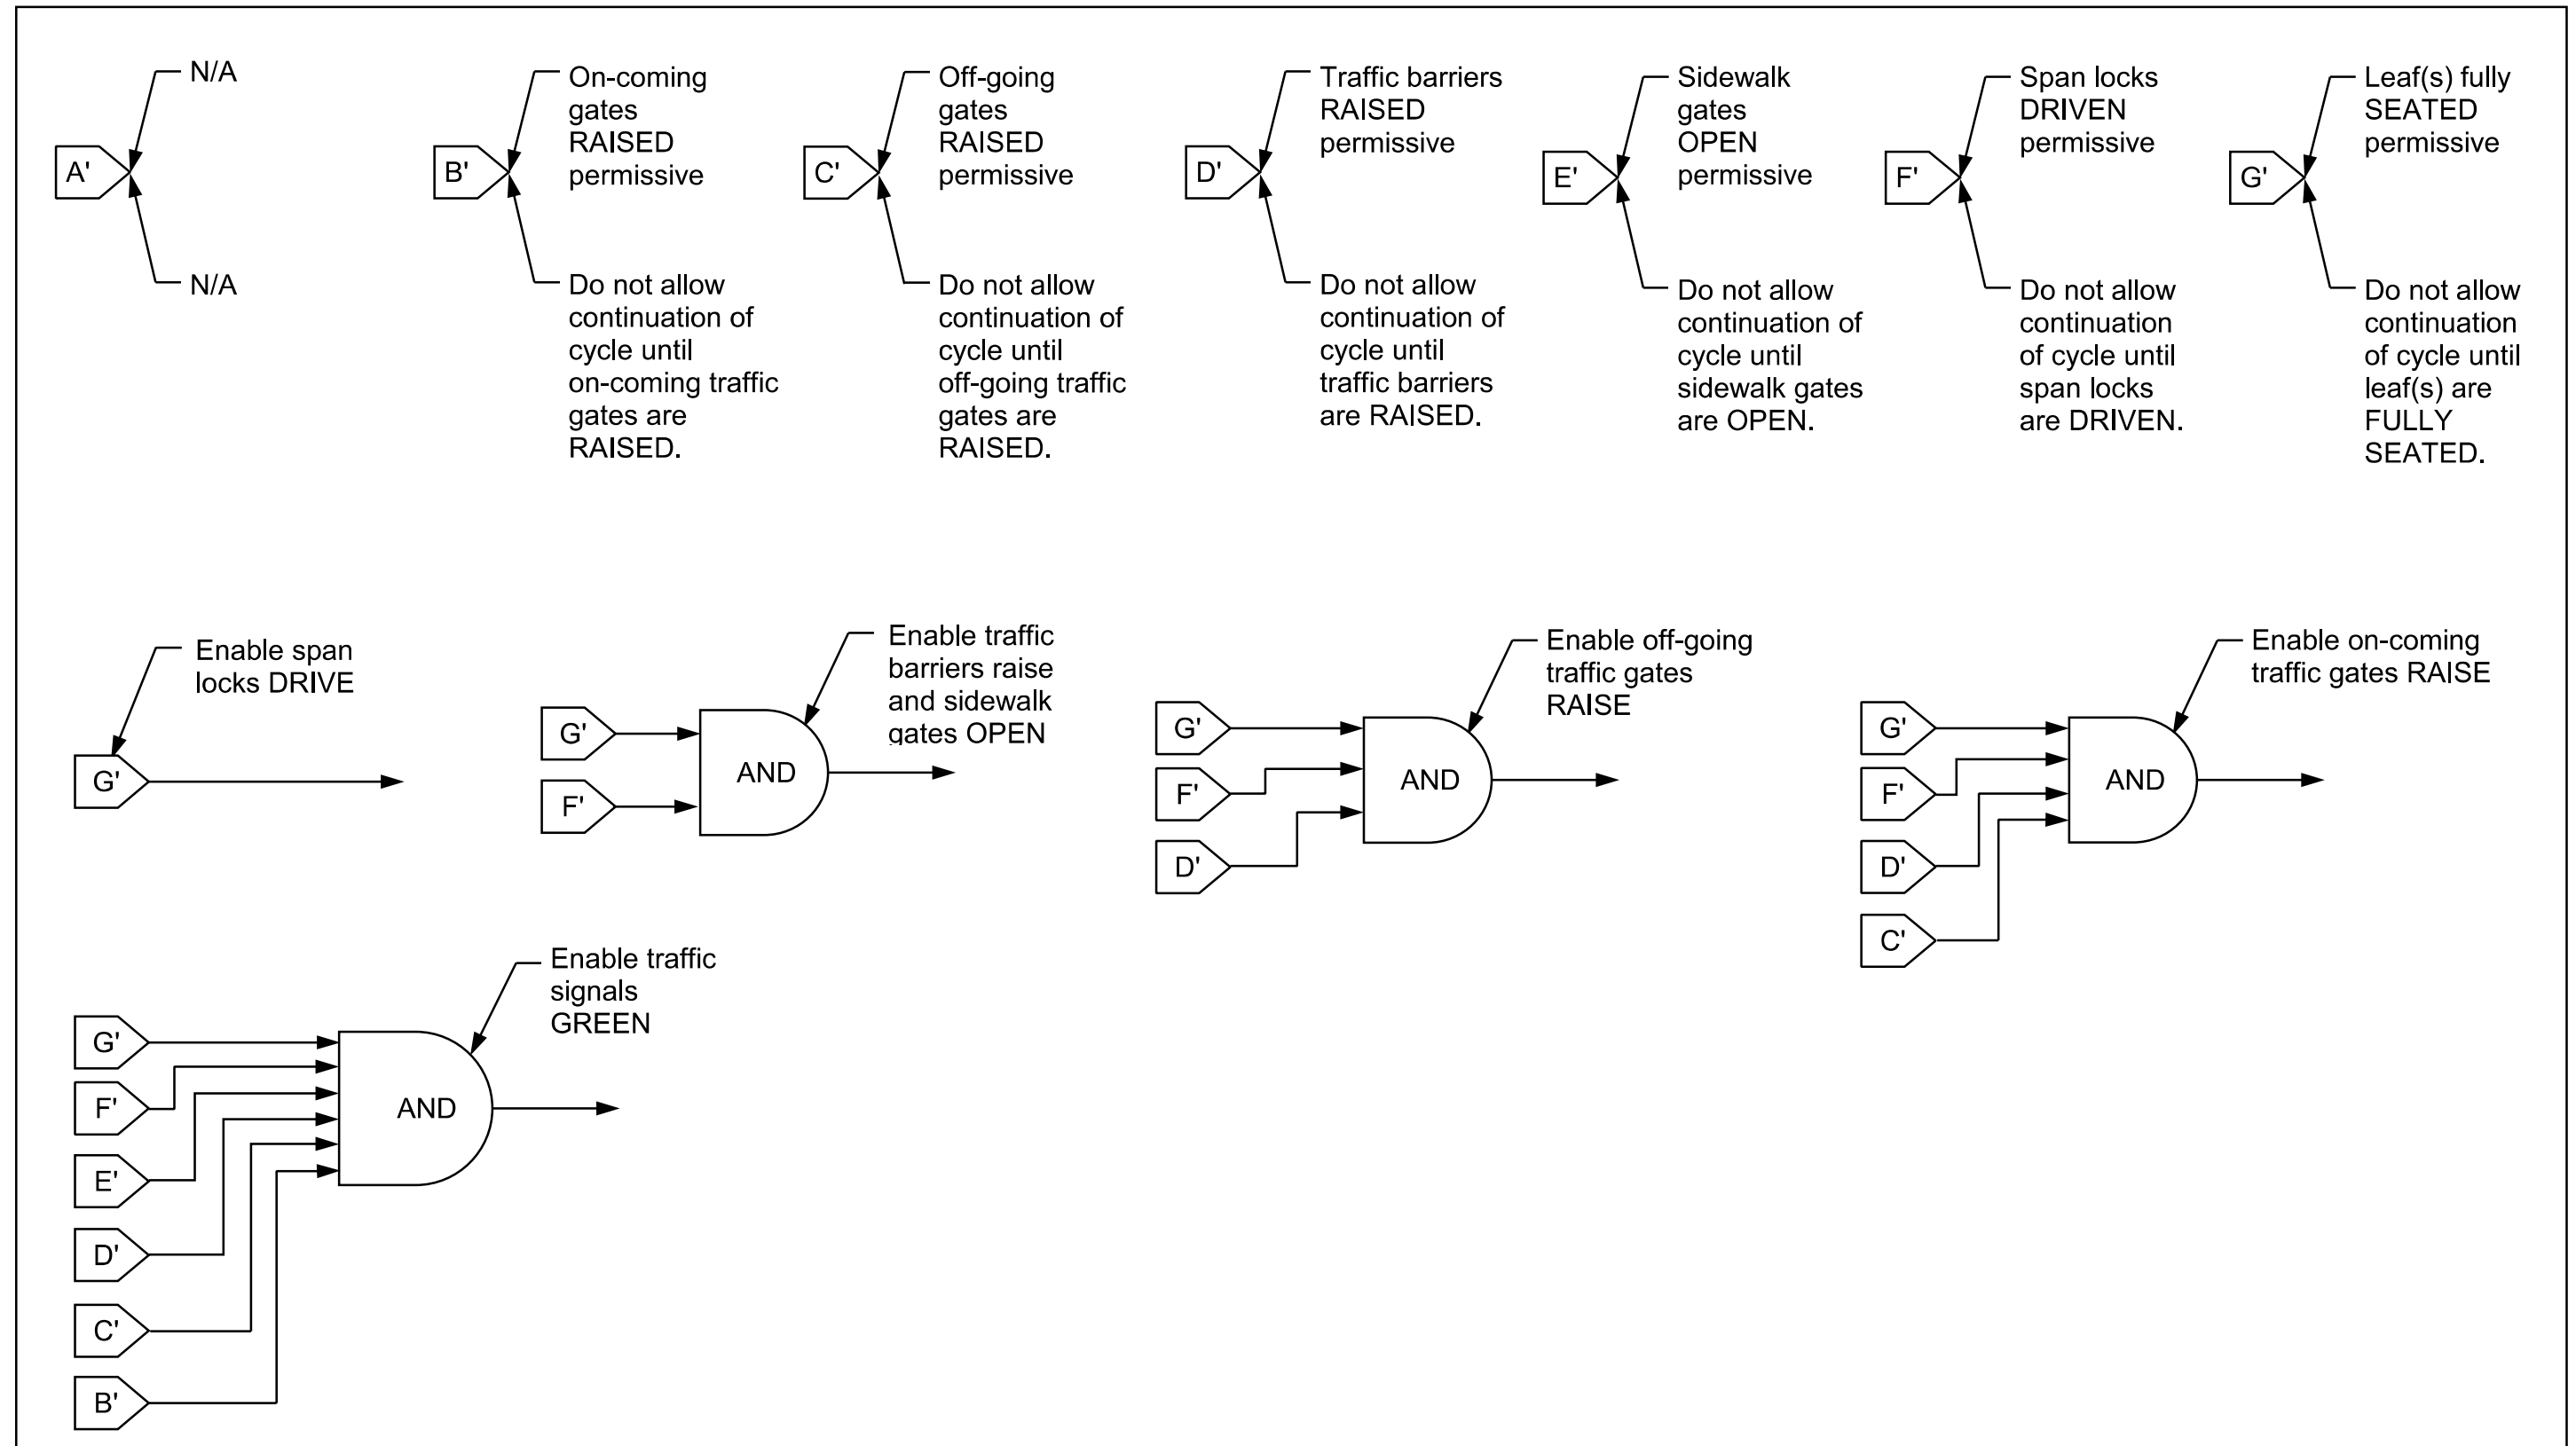 A'
N/A
N/A
B'
On-coming
gates
RAISED
permissive
Do not allow
continuation of
cycle until
on-coming traffic
gates are
RAISED.
C'
Off-going
gates
RAISED
permissive
Do not allow
continuation of
cycle until
off-going traffic
gates are
RAISED.
D'
Traffic barriers
RAISED
permissive
Do not allow
continuation of
cycle until
traffic barriers
are RAISED.
E'
Sidewalk
gates
OPEN
permissive
Do not allow
continuation of
cycle until
sidewalk gates
are OPEN.
F'
Span locks
DRIVEN
permissive
Do not allow
continuation
of cycle until
span locks
are DRIVEN.
G'
Leaf(s) fully
SEATED
permissive
Do not allow
continuation
of cycle until
leaf(s) are
FULLY
SEATED.
Enable span
locks DRIVE
G'
Enable traffic
barriers raise
and sidewalk
gates OPEN
G'
F'
AND
Enable off-going
traffic gates
RAISE
G'
F'
D'
AND
Enable on-coming
traffic gates RAISE
G'
F'
D'
C'
AND
Enable traffic
signals
GREEN
G'
F'
E'
D'
C'
B'
AND